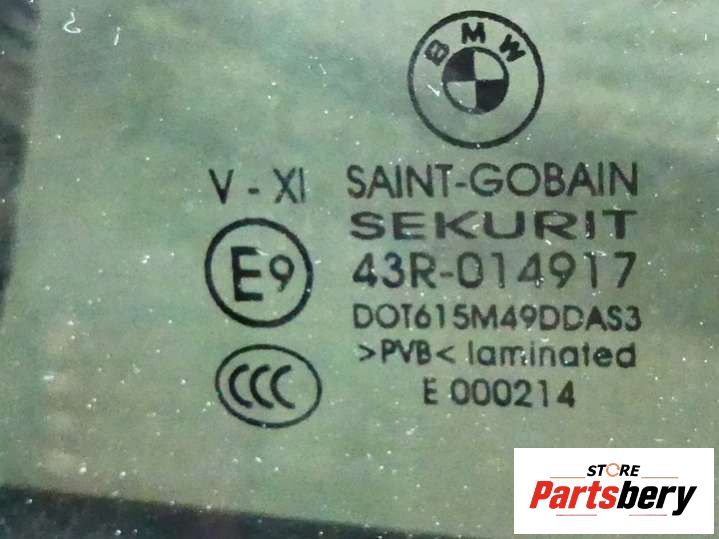 BMW
V - XI SAINT-GOBAIN
SEKURIT
E9 43R-014917
DOT615M49DDAS3
>PVB< laminated
CCC
E 000214
STORE
Partsbery